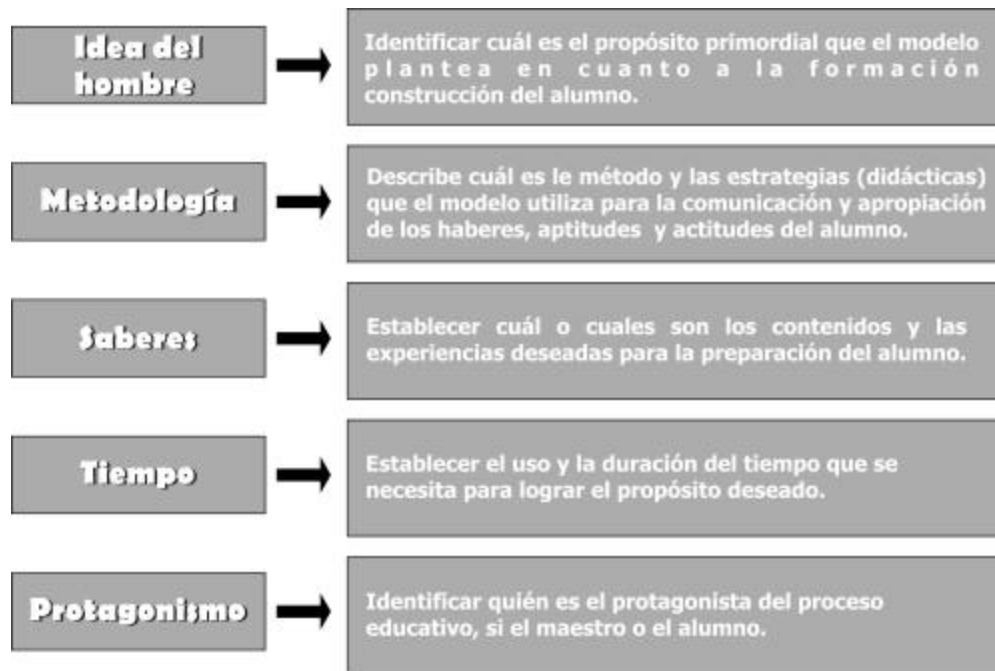 Idea del
hombre
Identificar cuál es el propósito primordial que el modelo
plantea en cuanto a la formación
construcción del alumno.
Metodología
Describe cuál es le método y las estrategias (didácticas)
que el modelo utiliza para la comunicación y apropiación
de los haberes, aptitudes y actitudes del alumno.
Saberes
Establecer cuál o cuales son los contenidos y las
experiencias deseadas para la preparación del alumno.
Tiempo
Establecer el uso y la duración del tiempo que se
necesita para lograr el propósito deseado.
Protagonismo
Identificar quién es el protagonista del proceso
educativo, si el maestro o el alumno.